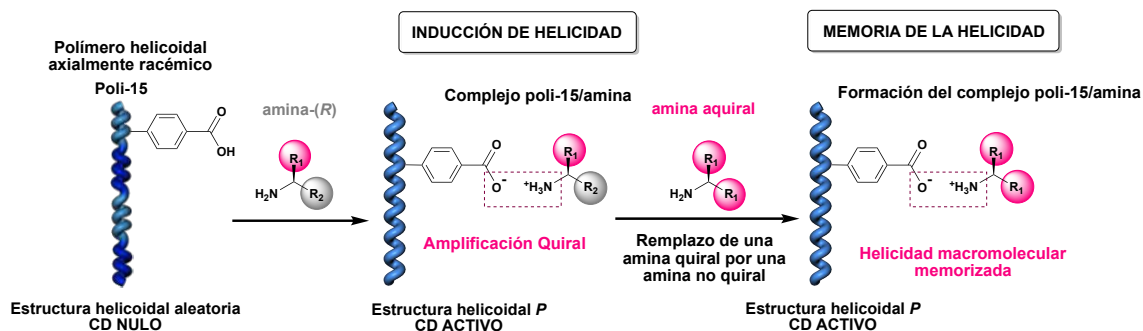 INDUCCIÓN DE HELICIDAD
MEMORIA DE LA HELICIDAD
Polímero helicoidal
axialmente racémico
Poli-15
O
OH
amina-(R)
R1
H2N
R2
Complejo poli-15/amina
O
O-
+H3N
R1
R2
Amplificación Quiral
amina aquiral
R1
H2N
R1
Remplazo de una
amina quiral por una
amina no quiral
Formación del complejo poli-15/amina
O
O-
+H3N
R1
R1
Helicidad macromolecular
memorizada
Estructura helicoidal aleatoria
CD NULO
Estructura helicoidal P
CD ACTIVO
Estructura helicoidal P
CD ACTIVO